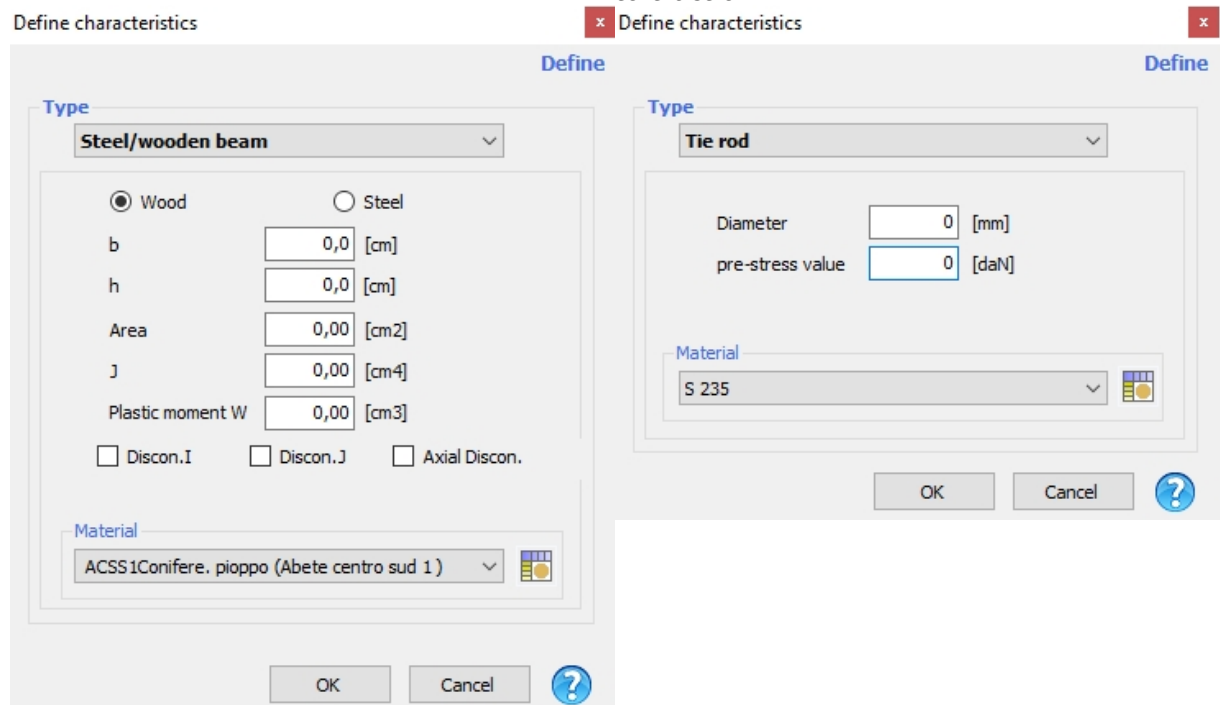 Define characteristics
x
Define
Type
Steel/wooden beam
Wood
Steel
b
0,0
[cm]
h
0,0
[cm]
Area
0,00
[cm2]
J
0,00
[cm4]
Plastic moment W
0,00
[cm3]
Discon.I
Discon.J
Axial Discon.
Material
ACSS1Conifere. pioppo (Abete centro sud 1)
OK
Cancel
?
Define characteristics
x
Define
Type
Tie rod
Diameter
0
[mm]
pre-stress value
0
[daN]
Material
S 235
OK
Cancel
?